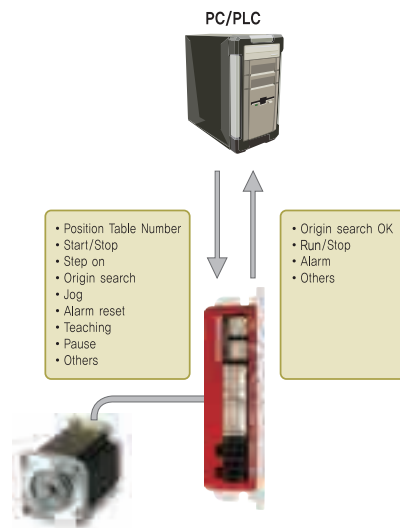 PC/PLC
• Position Table Number
• Start/Stop
• Step on
• Origin search
• Jog
• Alarm reset
• Teaching
• Pause
• Others
• Origin search OK
• Run/Stop
• Alarm
• Others